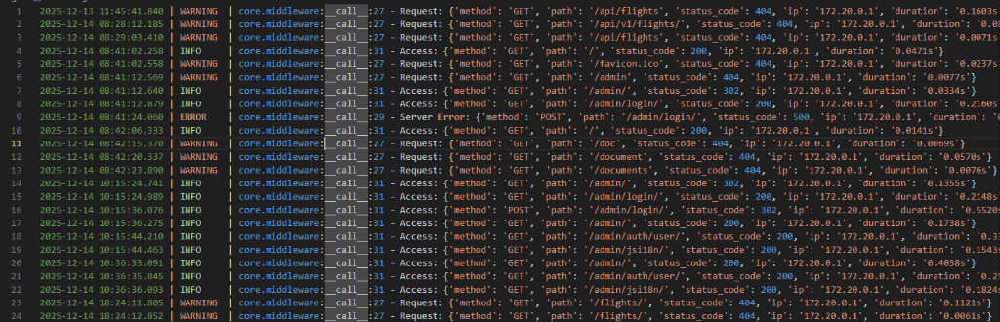 1 2025-12-13 11:45:41.840 | WARNING | core.middleware:__call__:27 - Request: {'method': 'GET', 'path': '/api/flights', 'status_code': 404, 'ip': '172.20.0.1', 'duration': '0.1603s
2 2025-12-14 08:28:12.185 | WARNING | core.middleware:__call__:27 - Request: {'method': 'GET', 'path': '/api/v1/flights/', 'status_code': 404, 'ip': '172.20.0.1', 'duration': '0.0
3 2025-12-14 08:29:03.410 | WARNING | core.middleware:__call__:27 - Request: {'method': 'GET', 'path': '/api/flights', 'status_code': 404, 'ip': '172.20.0.1', 'duration': '0.0071s
4 2025-12-14 08:41:02.258 | INFO | core.middleware:__call__:31 - Access: {'method': 'GET', 'path': '/', 'status_code': 200, 'ip': '172.20.0.1', 'duration': '0.0471s'}
5 2025-12-14 08:41:02.558 | WARNING | core.middleware:__call__:27 - Request: {'method': 'GET', 'path': '/favicon.ico', 'status_code': 404, 'ip': '172.20.0.1', 'duration': '0.0237s
6 2025-12-14 08:41:12.569 | WARNING | core.middleware:__call__:27 - Request: {'method': 'GET', 'path': '/admin', 'status_code': 404, 'ip': '172.20.0.1', 'duration': '0.0077s'}
7 2025-12-14 08:41:12.640 | INFO | core.middleware:__call__:31 - Access: {'method': 'GET', 'path': '/admin/', 'status_code': 302, 'ip': '172.20.0.1', 'duration': '0.0334s'}
8 2025-12-14 08:41:12.879 | INFO | core.middleware:__call__:31 - Access: {'method': 'GET', 'path': '/admin/login/', 'status_code': 200, 'ip': '172.20.0.1', 'duration': '0.2160s'
9 2025-12-14 08:41:24.060 | ERROR | core.middleware:__call__:29 - Server Error: {'method': 'POST', 'path': '/admin/login/', 'status_code': 500, 'ip': '172.20.0.1', 'duration':
10 2025-12-14 08:42:06.333 | INFO | core.middleware:__call__:31 - Access: {'method': 'GET', 'path': '/', 'status_code': 200, 'ip': '172.20.0.1', 'duration': '0.0141s'}
11 2025-12-14 08:42:15.370 | WARNING | core.middleware:__call__:27 - Request: {'method': 'GET', 'path': '/doc', 'status_code': 404, 'ip': '172.20.0.1', 'duration': '0.0069s'}
12 2025-12-14 08:42:20.337 | WARNING | core.middleware:__call__:27 - Request: {'method': 'GET', 'path': '/document', 'status_code': 404, 'ip': '172.20.0.1', 'duration': '0.0570s'}
13 2025-12-14 08:42:23.890 | WARNING | core.middleware:__call__:27 - Request: {'method': 'GET', 'path': '/documents', 'status_code': 404, 'ip': '172.20.0.1', 'duration': '0.0076s'}
14 2025-12-14 10:15:24.741 | INFO | core.middleware:__call__:31 - Access: {'method': 'GET', 'path': '/admin/', 'status_code': 302, 'ip': '172.20.0.1', 'duration': '0.1355s'}
15 2025-12-14 10:15:24.989 | INFO | core.middleware:__call__:31 - Access: {'method': 'GET', 'path': '/admin/login/', 'status_code': 200, 'ip': '172.20.0.1', 'duration': '0.2148s'
16 2025-12-14 10:15:36.076 | INFO | core.middleware:__call__:31 - Access: {'method': 'POST', 'path': '/admin/login/', 'status_code': 302, 'ip': '172.20.0.1', 'duration': '0.5520s
17 2025-12-14 10:15:36.275 | INFO | core.middleware:__call__:31 - Access: {'method': 'GET', 'path': '/admin/', 'status_code': 200, 'ip': '172.20.0.1', 'duration': '0.1738s'}
18 2025-12-14 10:15:44.210 | INFO | core.middleware:__call__:31 - Access: {'method': 'GET', 'path': '/admin/auth/user/', 'status_code': 200, 'ip': '172.20.0.1', 'duration': '0.3
19 2025-12-14 10:15:44.463 | INFO | core.middleware:__call__:31 - Access: {'method': 'GET', 'path': '/admin/jsi18n/', 'status_code': 200, 'ip': '172.20.0.1', 'duration': '0.1543s
20 2025-12-14 10:36:33.091 | INFO | core.middleware:__call__:31 - Access: {'method': 'GET', 'path': '/admin/', 'status_code': 200, 'ip': '172.20.0.1', 'duration': '0.4038s'}
21 2025-12-14 10:36:35.845 | INFO | core.middleware:__call__:31 - Access: {'method': 'GET', 'path': '/admin/auth/user/', 'status_code': 200, 'ip': '172.20.0.1', 'duration': '0.2
22 2025-12-14 10:36:36.093 | INFO | core.middleware:__call__:31 - Access: {'method': 'GET', 'path': '/admin/jsi18n/', 'status_code': 200, 'ip': '172.20.0.1', 'duration': '0.1824s
23 2025-12-14 18:24:11.805 | WARNING | core.middleware:__call__:27 - Request: {'method': 'GET', 'path': '/flights/', 'status_code': 404, 'ip': '172.20.0.1', 'duration': '0.1121s'}
24 2025-12-14 18:24:12.852 | WARNING | core.middleware:__call__:27 - Request: {'method': 'GET', 'path': '/flights/', 'status_code': 404, 'ip': '172.20.0.1', 'duration': '0.0061s'}